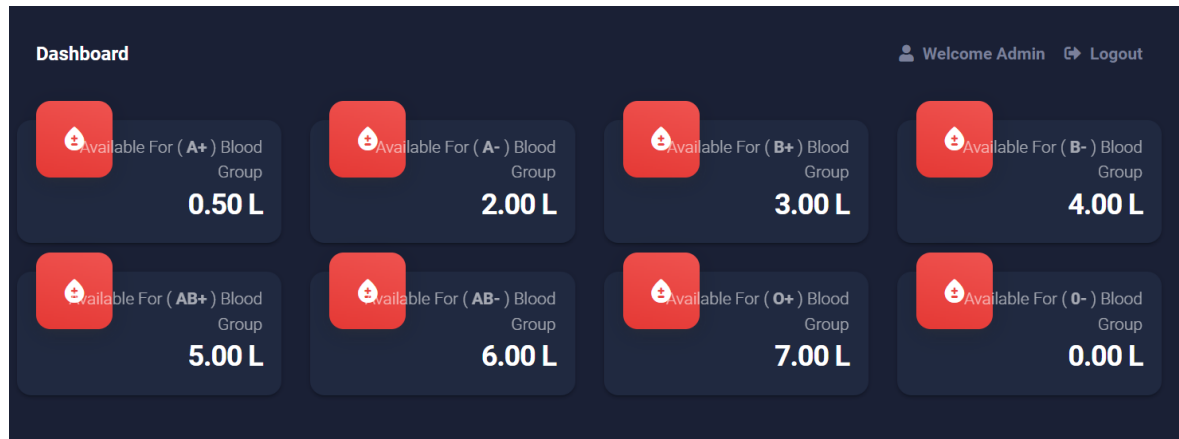 Dashboard
Welcome Admin
Logout
Available For ( A+ ) Blood
Group
0.50 L
Available For ( A- ) Blood
Group
2.00 L
Available For ( B+ ) Blood
Group
3.00 L
Available For ( B- ) Blood
Group
4.00 L
Available For ( AB+ ) Blood
Group
5.00 L
Available For ( AB- ) Blood
Group
6.00 L
Available For ( O+ ) Blood
Group
7.00 L
Available For ( 0- ) Blood
Group
0.00 L